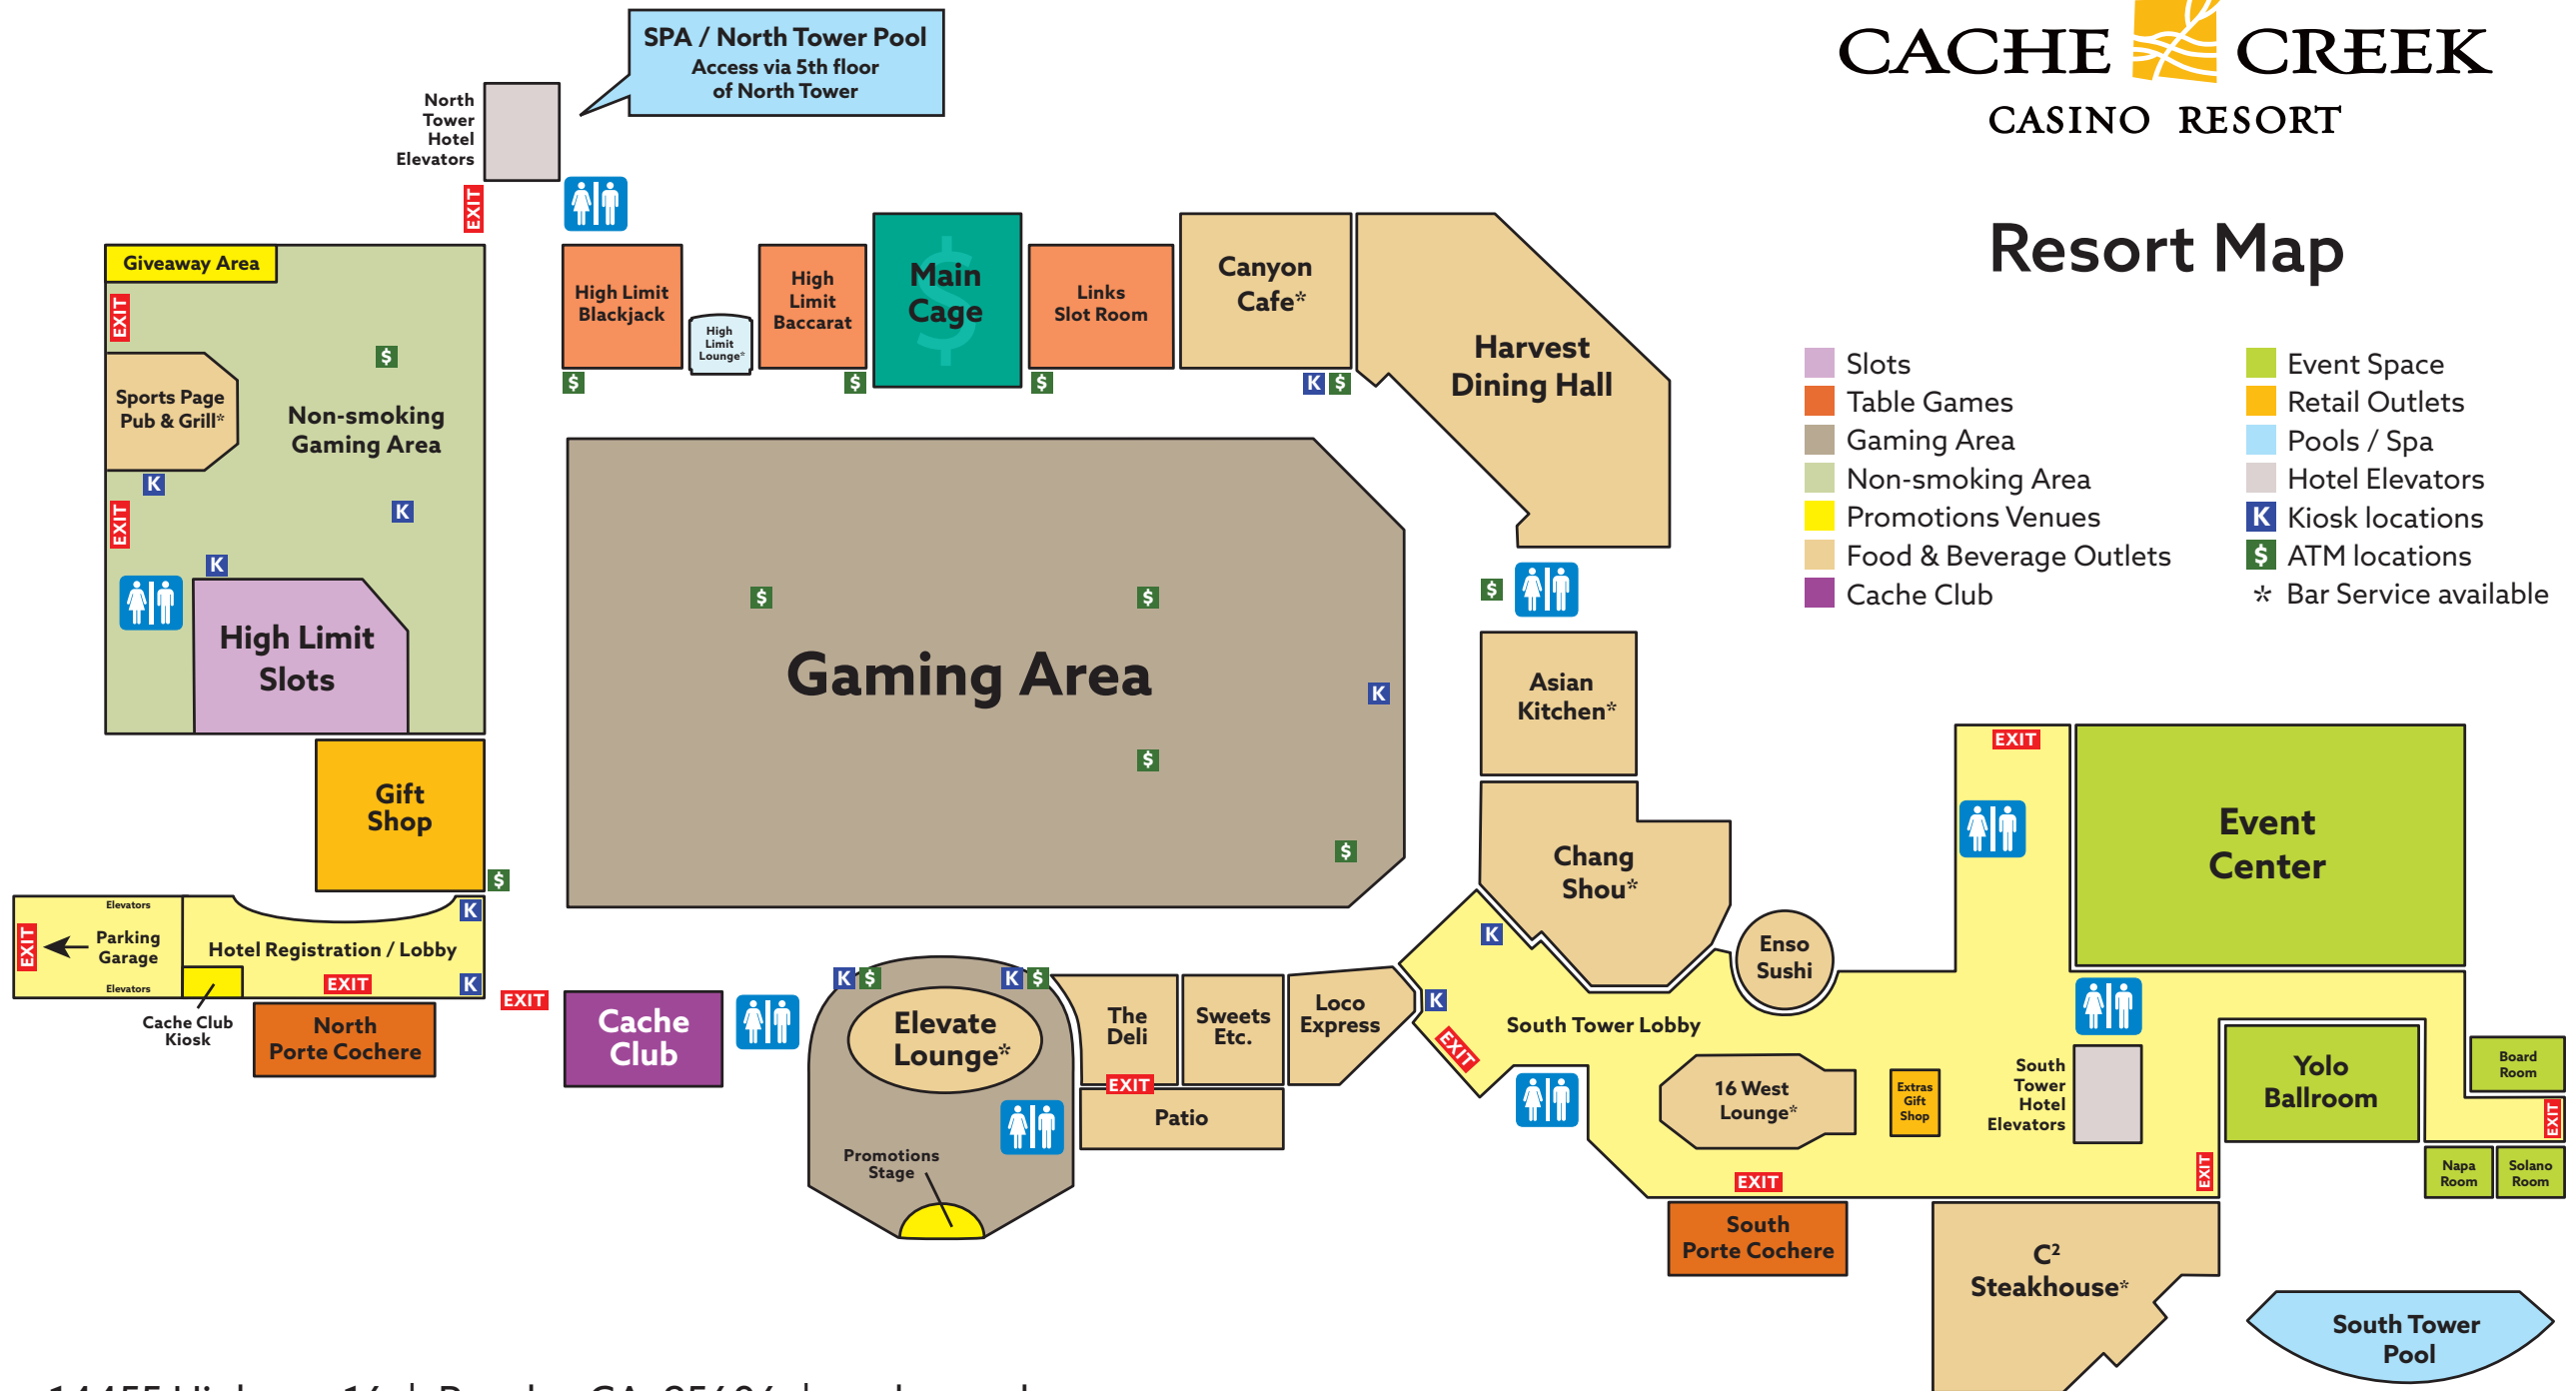 SPA / North Tower Pool
Access via 5th floor
of North Tower
CACHE CREEK
CASINO RESORT
Resort Map
North
Tower
Hotel
Elevators
EXIT
Giveaway Area
EXIT
$
Sports Page
Pub & Grill*
Non-smoking
Gaming Area
K
K
EXIT
K
High Limit
Slots
High Limit
Blackjack
$
High
Limit
Lounge*
High
Limit
Baccarat
$
$
Main
Cage
Links
Slot Room
$
Canyon
Cafe*
K $
Harvest
Dining Hall
Slots
Table Games
Gaming Area
Non-smoking Area
Promotions Venues
Food & Beverage Outlets
Cache Club
Event Space
Retail Outlets
Pools / Spa
Hotel Elevators
K Kiosk locations
$ ATM locations
* Bar Service available
$
$
Gaming Area
K
$
$
$
Asian
Kitchen*
Chang
Shou*
Enso
Sushi
Gift
Shop
$
Elevators
EXIT
Parking
Garage
Elevators
Hotel Registration / Lobby
K
K
EXIT
Cache Club
Kiosk
North
Porte Cochere
EXIT
Cache
Club
K $
K $
Elevate
Lounge*
Promotions
Stage
The
Deli
Sweets
Etc.
Loco
Express
EXIT
Patio
K
K
EXIT
South Tower Lobby
16 West
Lounge*
Extras
Gift
Shop
South
Tower
Hotel
Elevators
EXIT
EXIT
EXIT
Event
Center
Yolo
Ballroom
Board
Room
EXIT
Napa
Room
Solano
Room
South
Porte Cochere
C²
Steakhouse*
South Tower
Pool